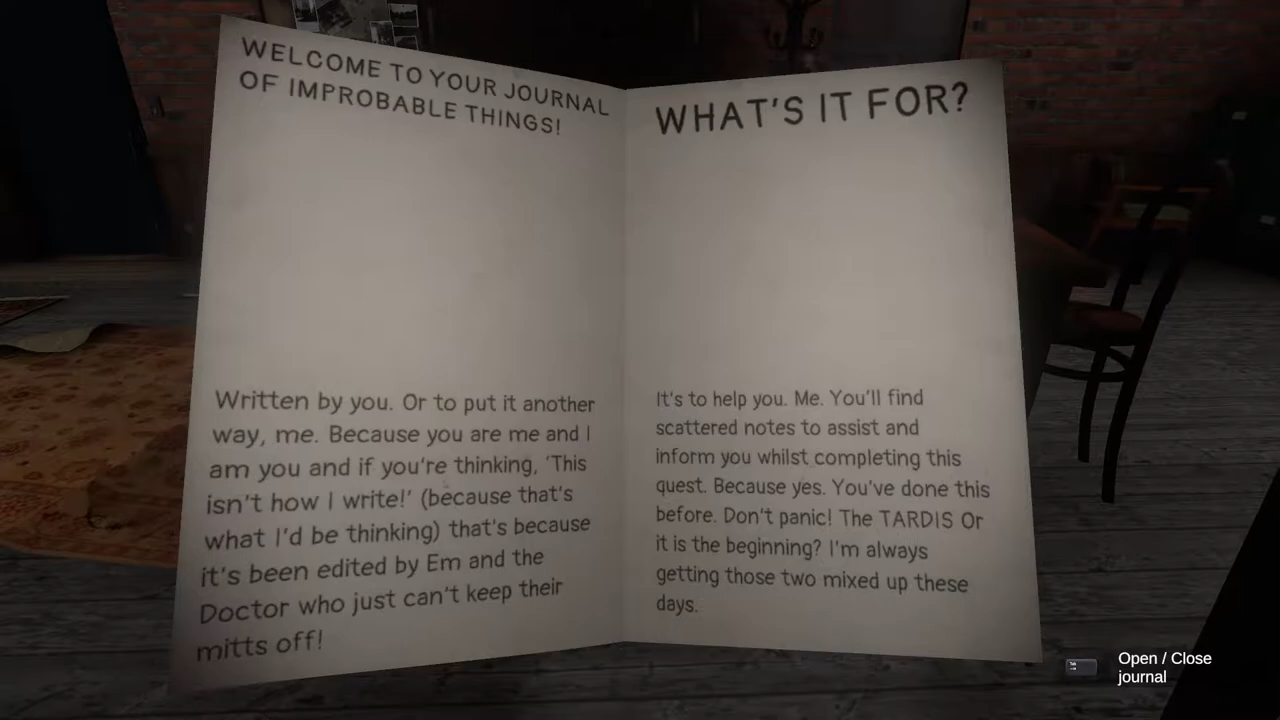 WELCOME TO YOUR JOURNAL
OF IMPROBABLE THINGS!
Written by you. Or to put it another
way, me. Because you are me and I
am you and if you're thinking, 'This
isn't how I write!' (because that's
what I'd be thinking) that's because
it's been edited by Em and the
Doctor who just can't keep their
mitts off!
WHAT'S IT FOR?
It's to help you. Me. You'll find
scattered notes to assist and
inform you whilst completing this
quest. Because yes. You've done this
before. Don't panic! The TARDIS Or
it is the beginning? I'm always
getting those two mixed up these
days.
Tab
Open / Close
journal